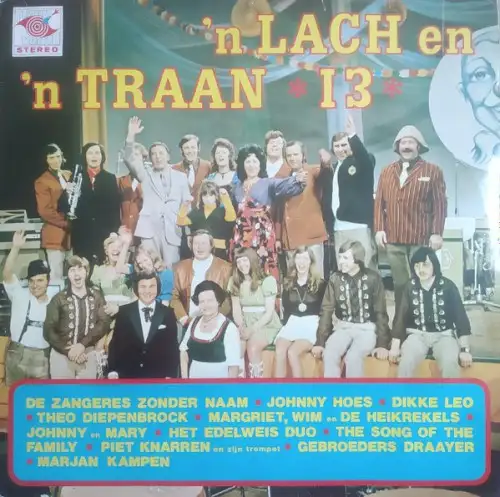 STEREO
'n LACH en
'n TRAAN * 13 *
DE ZANGERES ZONDER NAAM • JOHNNY HOES • DIKKE LEO
• THEO DIEPENBROCK • MARGRIET, WIM en DE HEIKREKELS •
JOHNNY en MARY • HET EDELWEIS DUO • THE SONG OF THE
FAMILY • PIET KNARREN en zijn trompet • GEBROEDERS DRAAYER
• MARJAN KAMPEN